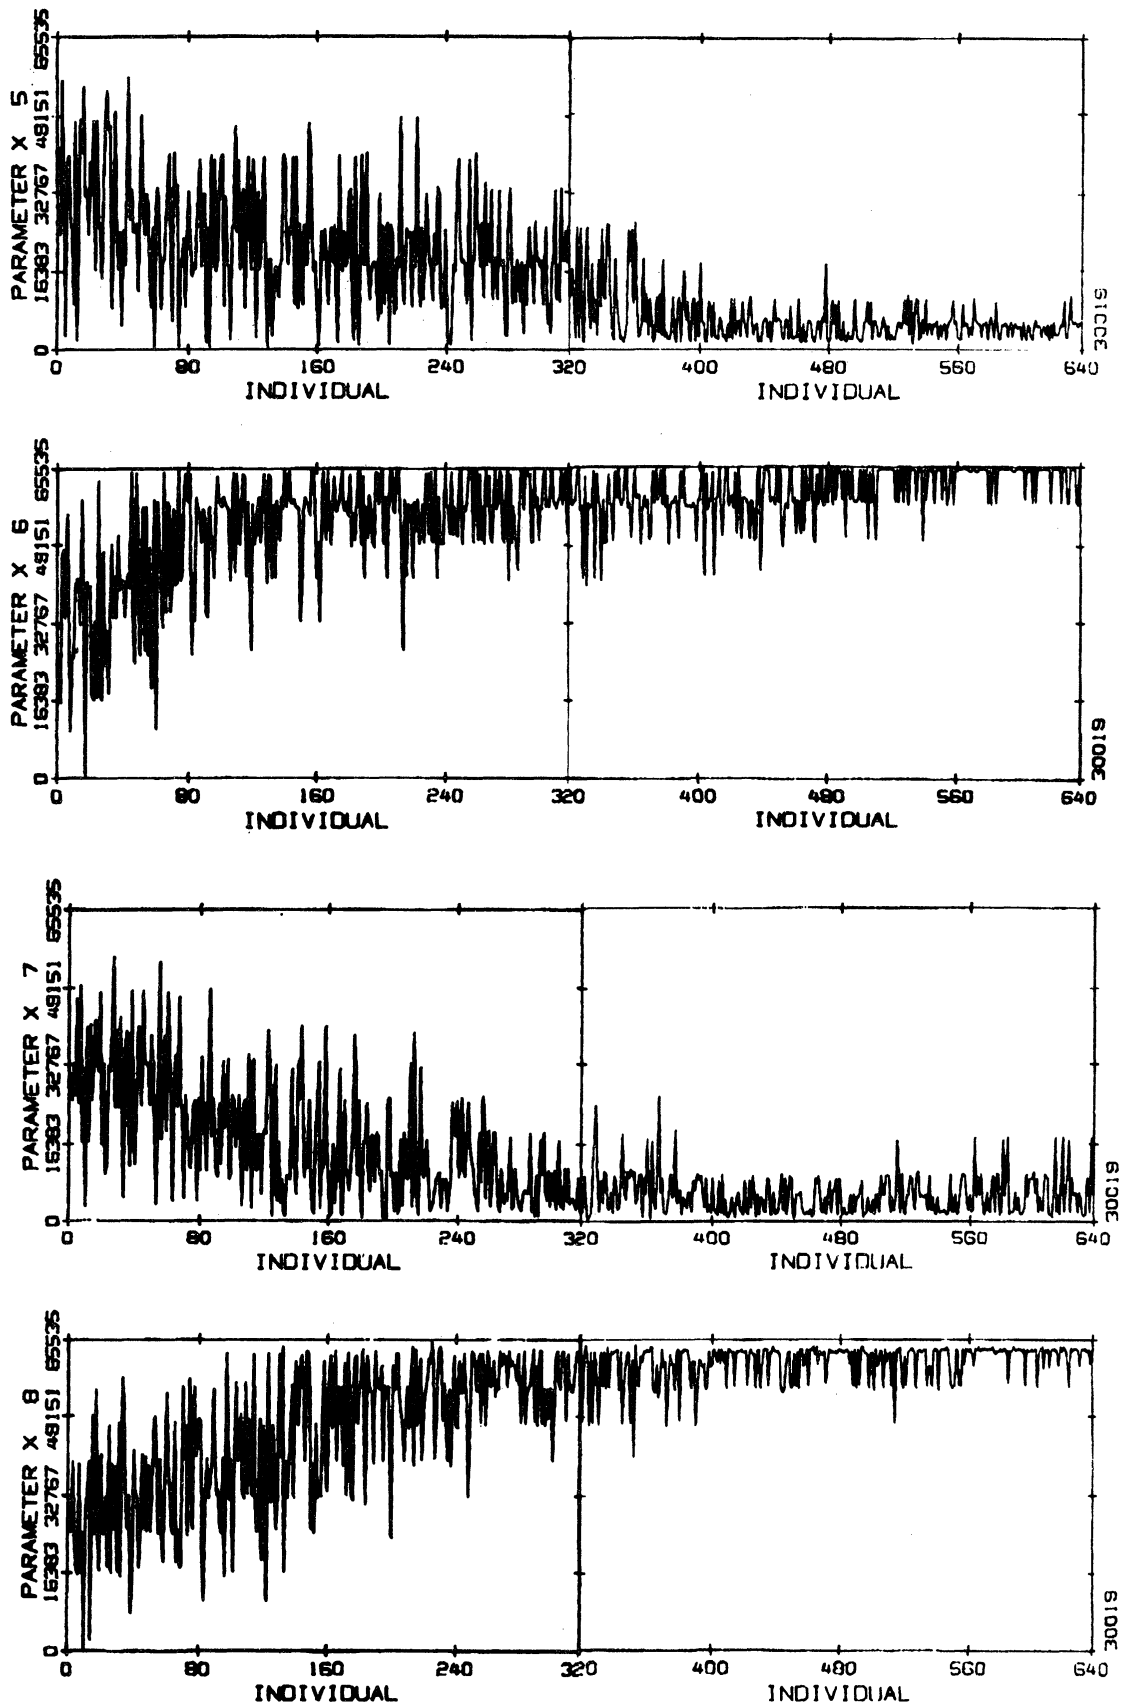 PARAMETER X 5
0 16383 32767 49151 65535
0 80 160 240 320 400 480 560 640
INDIVIDUAL INDIVIDUAL
30019
PARAMETER X 6
0 16383 32767 49151 65535
0 80 160 240 320 400 480 560 640
INDIVIDUAL INDIVIDUAL
30019
PARAMETER X 7
0 16383 32767 49151 65535
0 80 160 240 320 400 480 560 640
INDIVIDUAL INDIVIDUAL
30019
PARAMETER X 8
0 16383 32767 49151 65535
0 80 160 240 320 400 480 560 640
INDIVIDUAL INDIVIDUAL
30019